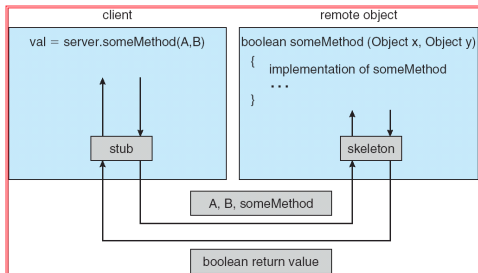 client
remote object
val = server.someMethod(A,B)
boolean someMethod (Object x, Object y)
{
implementation of someMethod
...
}
stub
skeleton
A, B, someMethod
boolean return value